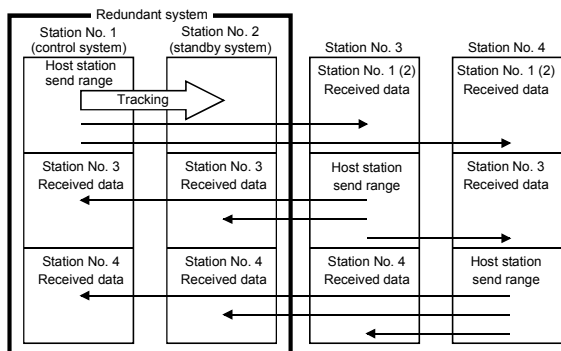 Redundant system
Station No. 1
(control system)
Station No. 2
(standby system)
Station No. 3
Station No. 4
Host station
send range
Tracking
Station No. 1 (2)
Received data
Station No. 1 (2)
Received data
Station No. 3
Received data
Station No. 3
Received data
Host station
send range
Station No. 3
Received data
Station No. 4
Received data
Station No. 4
Received data
Station No. 4
Received data
Host station
send range